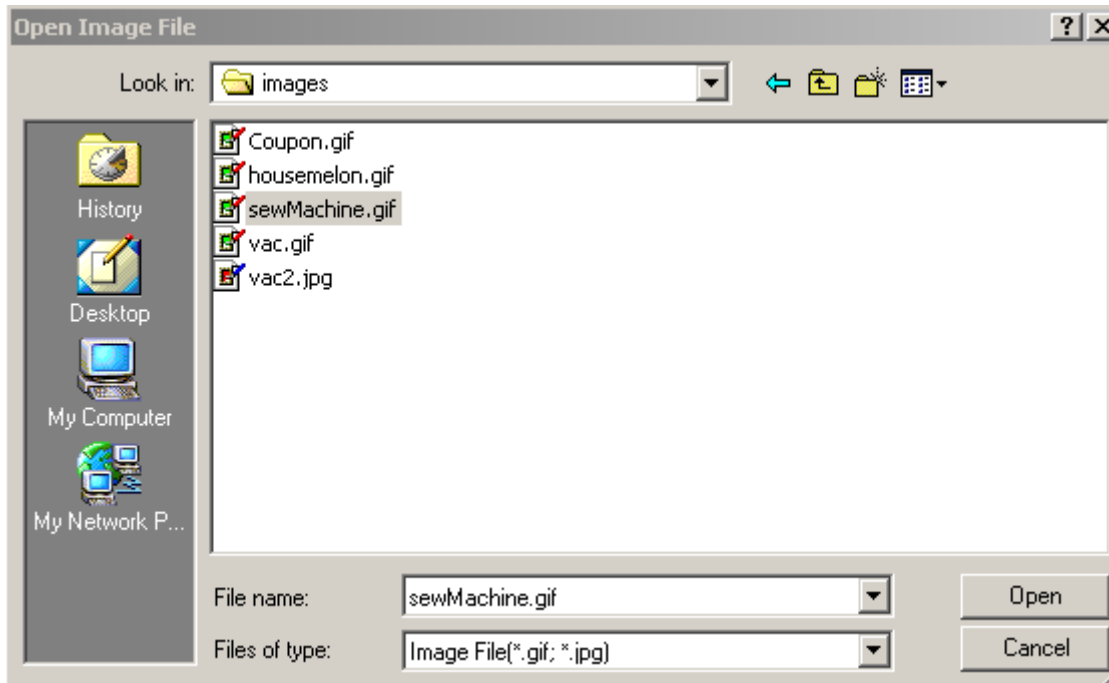 Open Image File
Look in: images
Coupon.gif
housemelon.gif
sewMachine.gif
vac.gif
vac2.jpg
History
Desktop
My Computer
My Network P...
File name: sewMachine.gif Open
Files of type: Image File(*.gif; *.jpg) Cancel